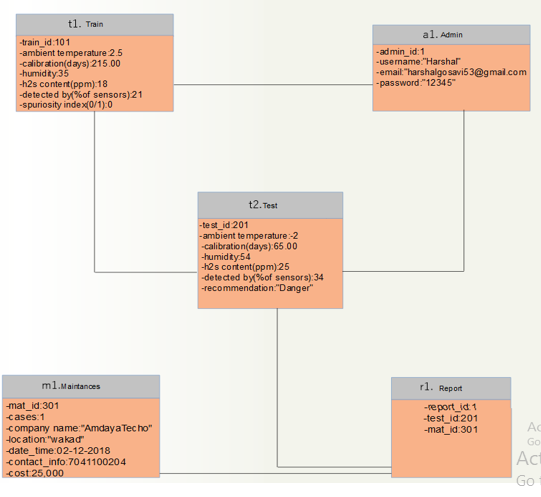 t1. Train
-train_id:101
-ambient temperature:2.5
-calibration(days):215.00
-humidity:35
-h2s content(ppm):18
-detected by(%of sensors):21
-spuriosity index(0/1):0
a1. Admin
-admin_id:1
-username:"Harshal"
-email:"harshalgosavi53@gmail.com
-password:"12345"
t2.Test
-test_id:201
-ambient temperature:-2
-calibration(days):65.00
-humidity:54
-h2s content(ppm):25
-detected by(%of sensors):34
-recommendation:"Danger"
m1.Maintances
-mat_id:301
-cases:1
-company name:"AmdayaTecho"
-location:"wakad"
-date_time:02-12-2018
-contact_info:7041100204
-cost:25,000
r1. Report
-report_id:1
-test_id:201
-mat_id:301
Ac
Go
Act
Go t